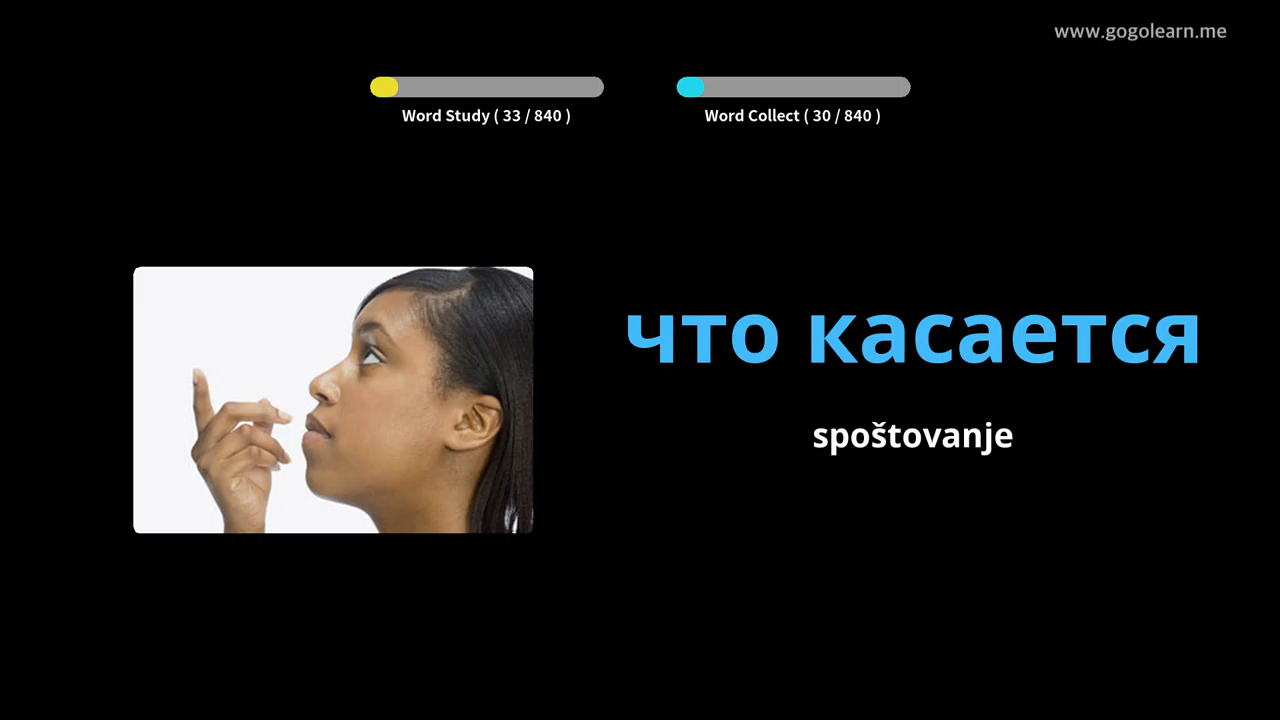 www.gogolearn.me
Word Study ( 33 / 840 )
Word Collect ( 30 / 840 )
что касается
spoštovanje